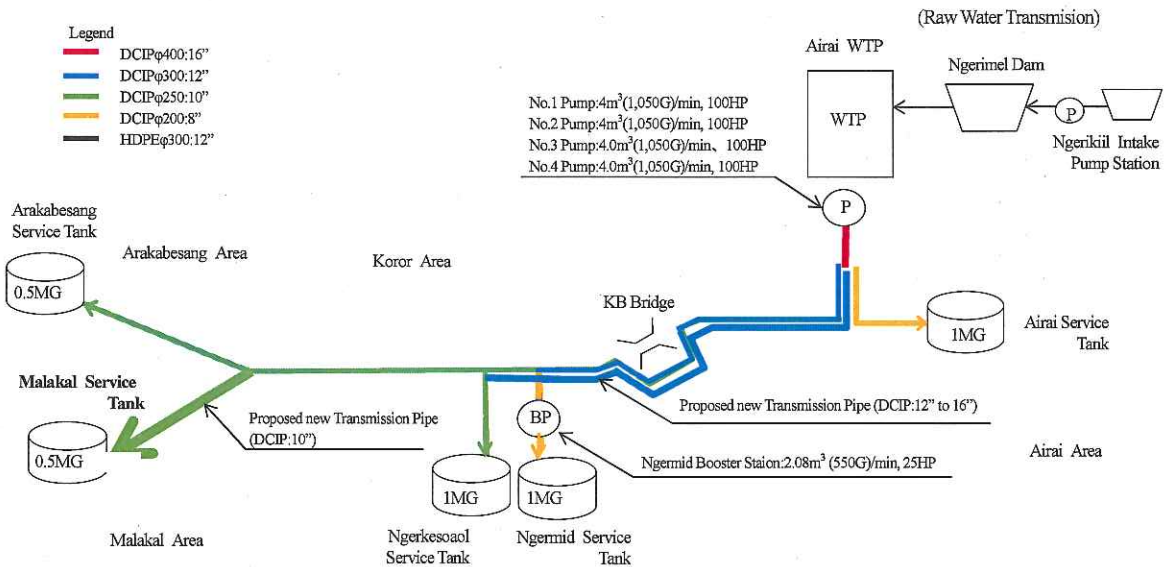 (Raw Water Transmision)
Legend
DCIPφ400:16”
DCIPφ300:12”
DCIPφ250:10”
DCIPφ200:8”
HDPEφ300:12”
Airai WTP
Ngerimel Dam
No.1 Pump:4m³(1,050G)/min, 100HP
No.2 Pump:4m³(1,050G)/min, 100HP
No.3 Pump:4.0m³(1,050G)/min、100HP
No.4 Pump:4.0m³(1,050G)/min, 100HP
WTP
P
Ngerikiil Intake
Pump Station
P
Arakabesang
Service Tank
Arakabesang Area
Koror Area
0.5MG
KB Bridge
1MG
Airai Service
Tank
Malakal Service
Tank
Proposed new Transmission Pipe
(DCIP:10”)
BP
Proposed new Transmission Pipe (DCIP:12” to 16”)
0.5MG
Ngermid Booster Staion:2.08m³ (550G)/min, 25HP
Airai Area
1MG
1MG
Malakal Area
Ngerkesoaol
Service Tank
Ngermid Service
Tank